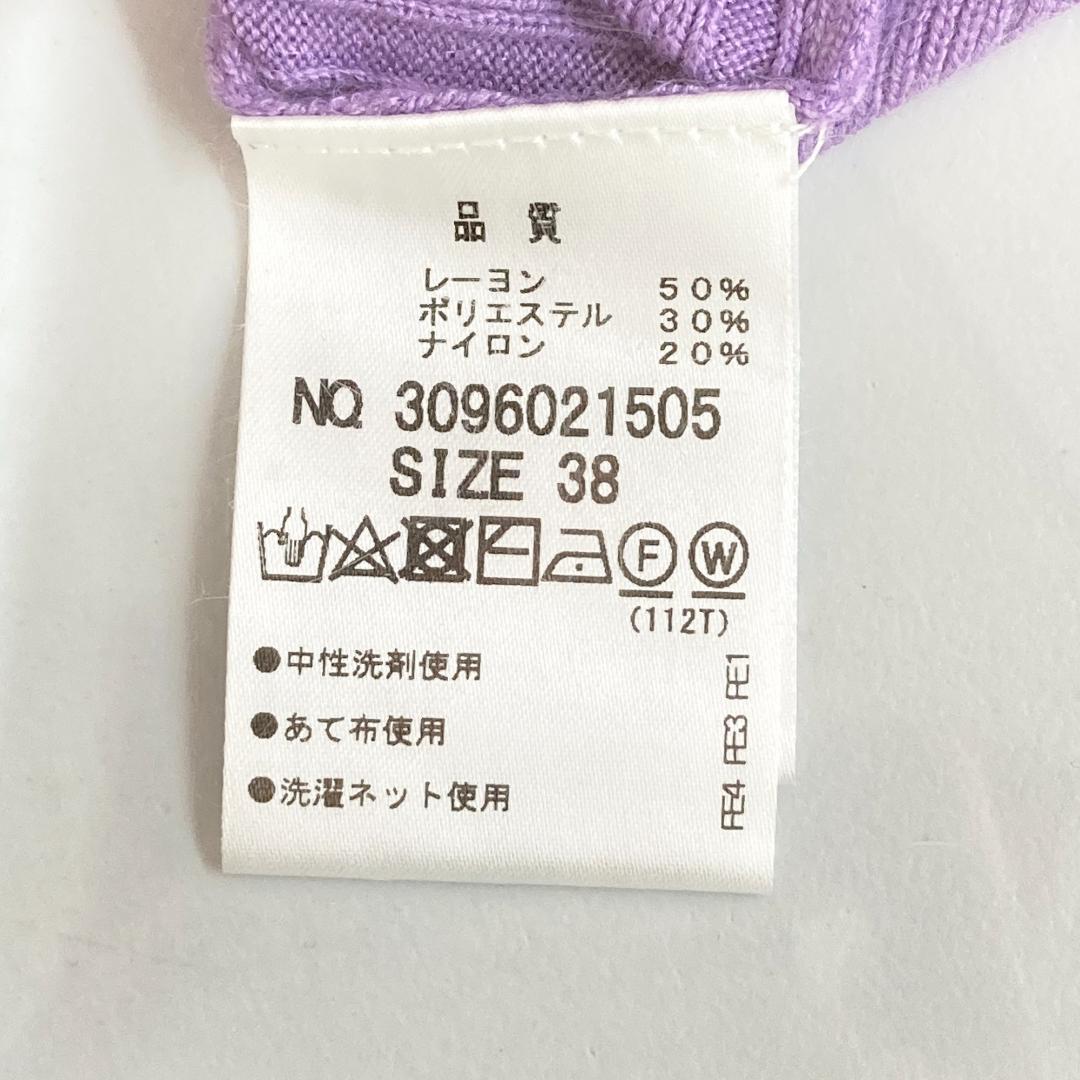 品質
レーヨン 50%
ポリエステル 30%
ナイロン 20%
NO. 3096021505
SIZE 38
F W
(112T)
●中性洗剤使用
●あて布使用
●洗濯ネット使用
FE4 FE3 FE1